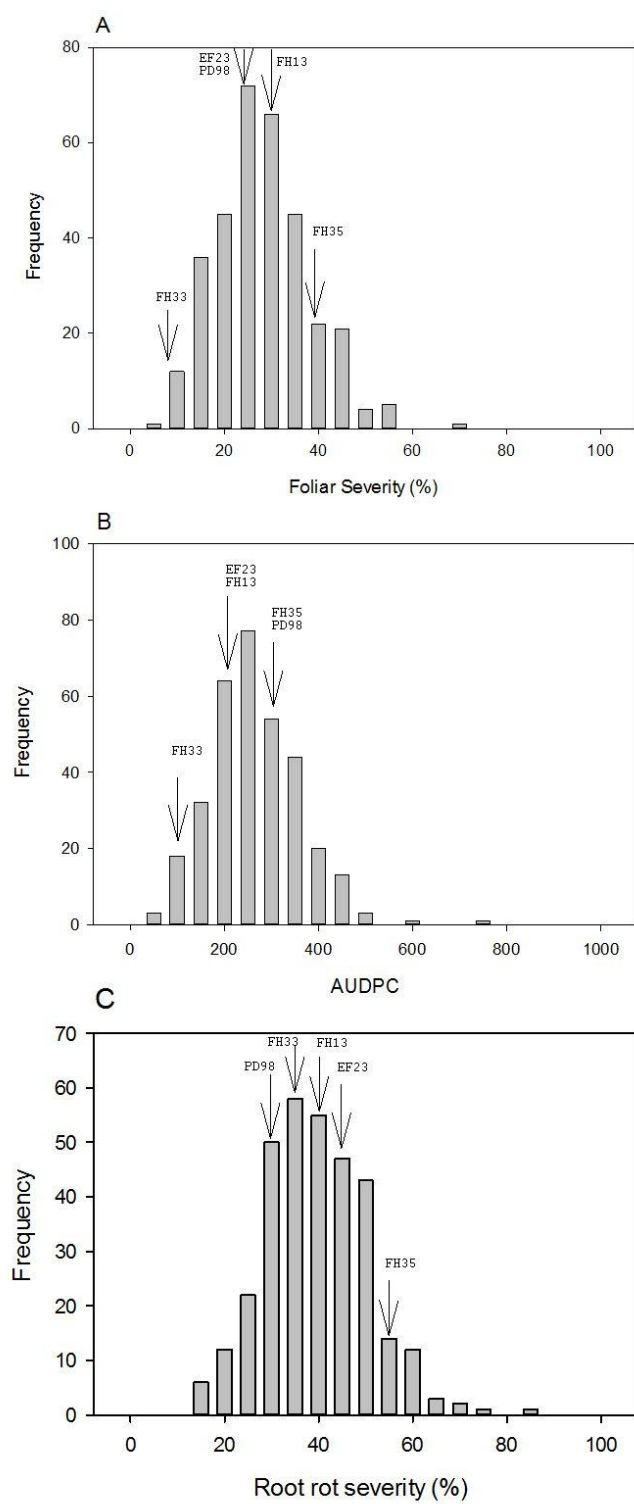 A
80
60
40
20
0
Frequency
EF23
PD98
FH13
FH35
FH33
0 20 40 60 80 100
Foliar Severity (%)
B
100
80
60
40
20
0
Frequency
EF23
FH13
FH35
PD98
FH33
0 200 400 600 800 1000
AUDPC
C
70
60
50
40
30
20
10
0
Frequency
FH33
FH13
PD98
EF23
FH35
0 20 40 60 80 100
Root rot severity (%)